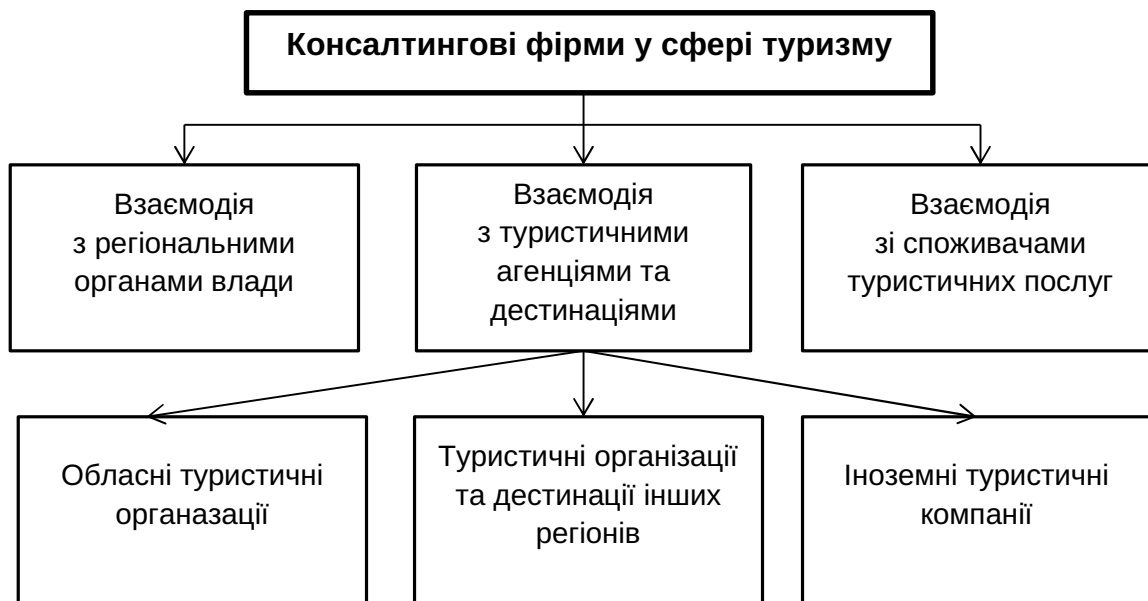 Консалтингові фірми у сфері туризму
Взаємодія
з регіональними
органами влади
Взаємодія
з туристичними
агенціями та
дестинаціями
Взаємодія
зі споживачами
туристичних послуг
Обласні туристичні
органазації
Туристичні організації
та дестинації інших
регіонів
Іноземні туристичні
компанії